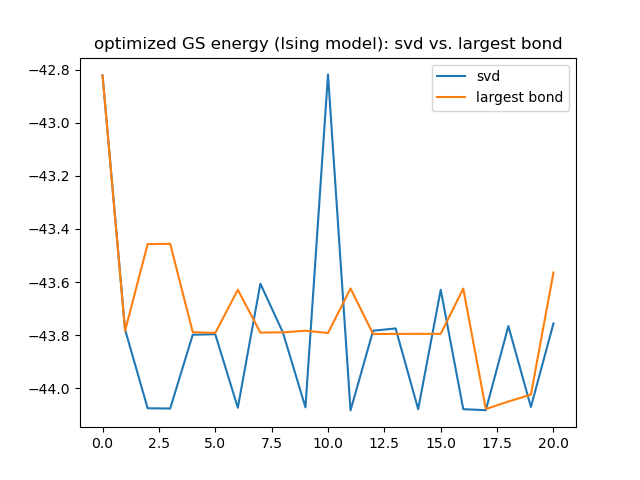 optimized GS energy (Ising model): svd vs. largest bond
svd
largest bond
−42.8
−43.0
−43.2
−43.4
−43.6
−43.8
−44.0
0.0 2.5 5.0 7.5 10.0 12.5 15.0 17.5 20.0